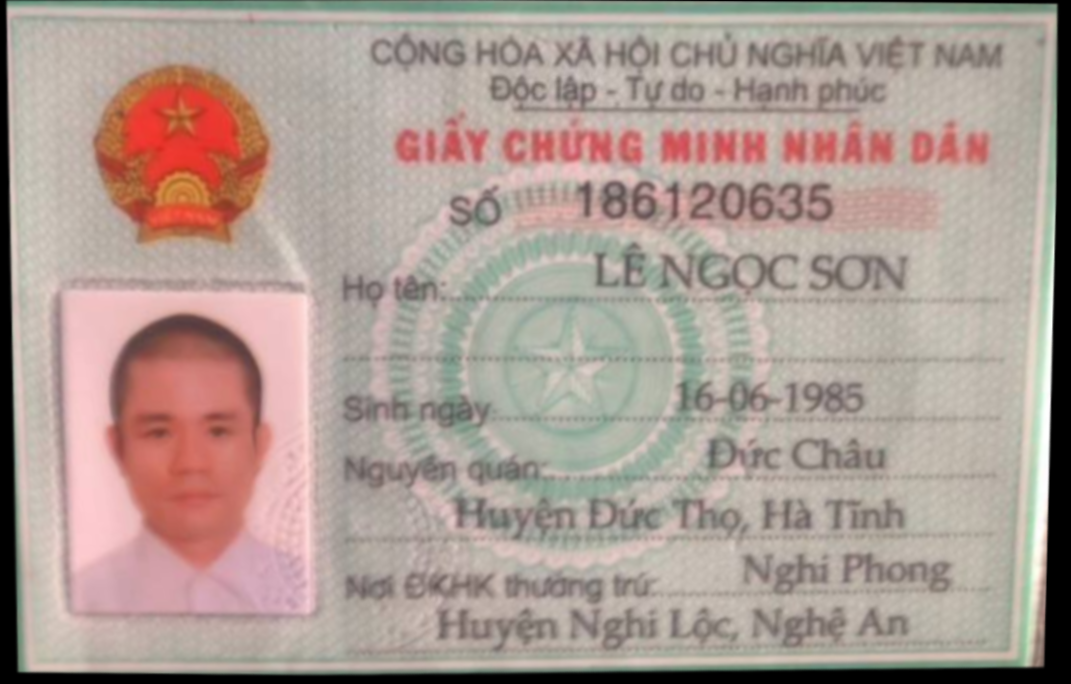 CỘNG HÒA XÃ HỘI CHỦ NGHĨA VIỆT NAM
Độc lập - Tự do - Hạnh phúc
GIẤY CHỨNG MINH NHÂN DÂN
SỐ 186120635
Họ tên: LÊ NGỌC SƠN
Sinh ngày 16-06-1985
Nguyên quán: Đức Châu
Huyện Đức Thọ, Hà Tĩnh
Nơi ĐKHK thường trú: Nghi Phong
Huyện Nghi Lộc, Nghệ An
VIỆT NAM